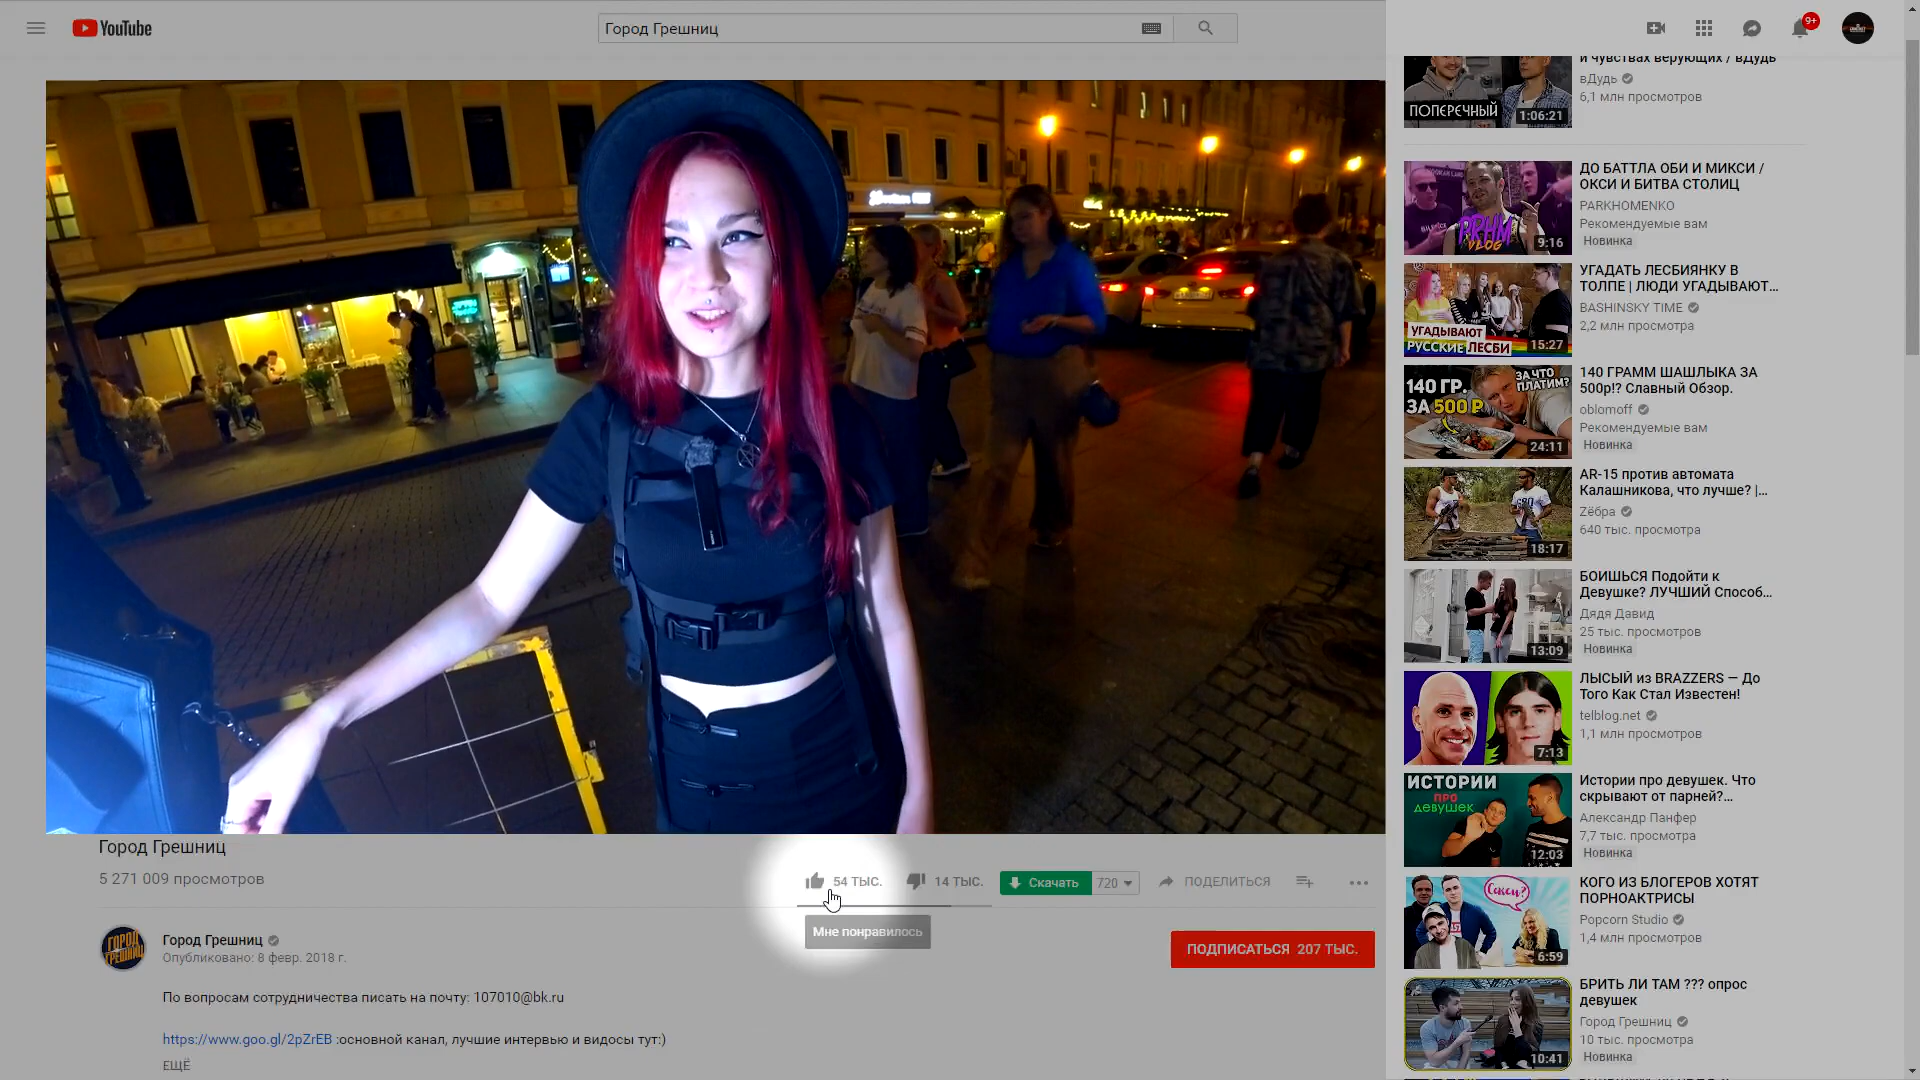 YouTube
Город Грешниц
9+
Город Грешниц
5 271 009 просмотров
54 ТЫС.
14 ТЫС.
Скачать
720
ПОДЕЛИТЬСЯ
Мне понравилось
ГОРОД ГРЕШНИЦ
Город Грешниц
Опубликовано: 8 февр. 2018 г.
ПОДПИСАТЬСЯ 207 ТЫС.
По вопросам сотрудничества писать на почту: 107010@bk.ru
https://www.goo.gl/2pZrEB :основной канал, лучшие интервью и видосы тут:)
ЕЩЁ
ПОПЕРЕЧНЫЙ
1:06:21
и чувствах верующих / вДудь
вДудь
6,1 млн просмотров
PRHM
VLOG
9:16
ДО БАТТЛА ОБИ И МИКСИ /
ОКСИ И БИТВА СТОЛИЦ
PARKHOMENKO
Рекомендуемые вам
Новинка
УГАДЫВАЮТ
РУССКИЕ ЛЕСБИ
15:27
УГАДАТЬ ЛЕСБИЯНКУ В
ТОЛПЕ | ЛЮДИ УГАДЫВАЮТ...
BASHINSKY TIME
2,2 млн просмотра
140 ГР.
ЗА 500 ₽
ЗА ЧТО
ПЛАТИМ?
24:11
140 ГРАММ ШАШЛЫКА ЗА
500р!? Славный Обзор.
oblomoff
Рекомендуемые вам
Новинка
18:17
AR-15 против автомата
Калашникова, что лучше? |...
Zёбра
640 тыс. просмотра
13:09
БОИШЬСЯ Подойти к
Девушке? ЛУЧШИЙ Способ...
Дядя Давид
25 тыс. просмотров
Новинка
7:13
ЛЫСЫЙ из BRAZZERS — До
Того Как Стал Известен!
telblog.net
1,1 млн просмотров
ИСТОРИИ
ПРО
девушек
12:03
Истории про девушек. Что
скрывают от парней?...
Александр Панфер
7,7 тыс. просмотра
Новинка
Сакси?
6:59
КОГО ИЗ БЛОГЕРОВ ХОТЯТ
ПОРНОАКТРИСЫ
Popcorn Studio
1,4 млн просмотров
10:41
БРИТЬ ЛИ ТАМ ??? опрос
девушек
Город Грешниц
10 тыс. просмотра
Новинка